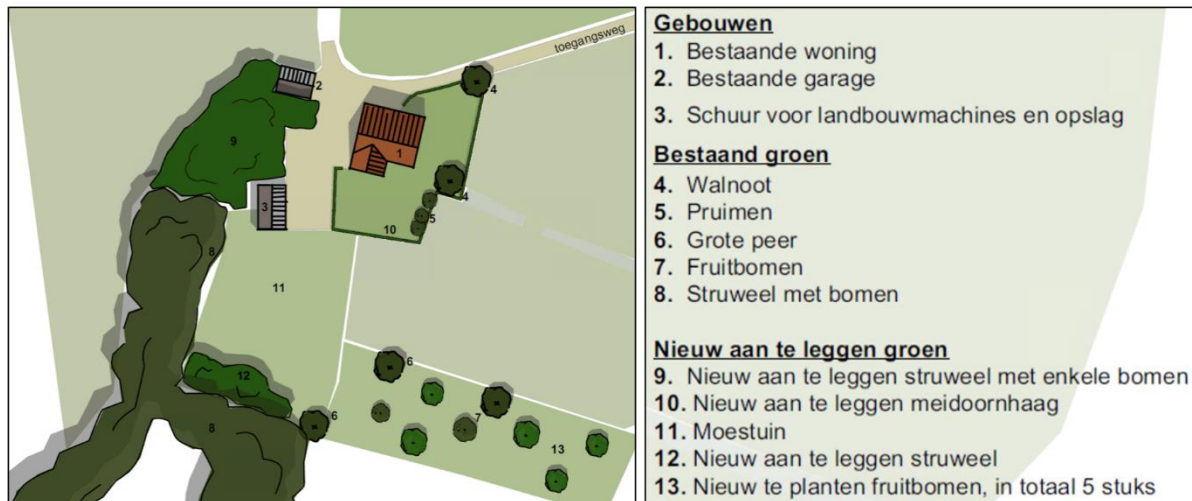 toegangsweg
2
4
9
1
4
3
5
10
8
11
6
12
6
7
8
13
Gebouwen
1. Bestaande woning
2. Bestaande garage
3. Schuur voor landbouwmachines en opslag
Bestaand groen
4. Walnoot
5. Pruimen
6. Grote peer
7. Fruitbomen
8. Struweel met bomen
Nieuw aan te leggen groen
9. Nieuw aan te leggen struweel met enkele bomen
10. Nieuw aan te leggen meidoornhaag
11. Moestuin
12. Nieuw aan te leggen struweel
13. Nieuw te planten fruitbomen, in totaal 5 stuks